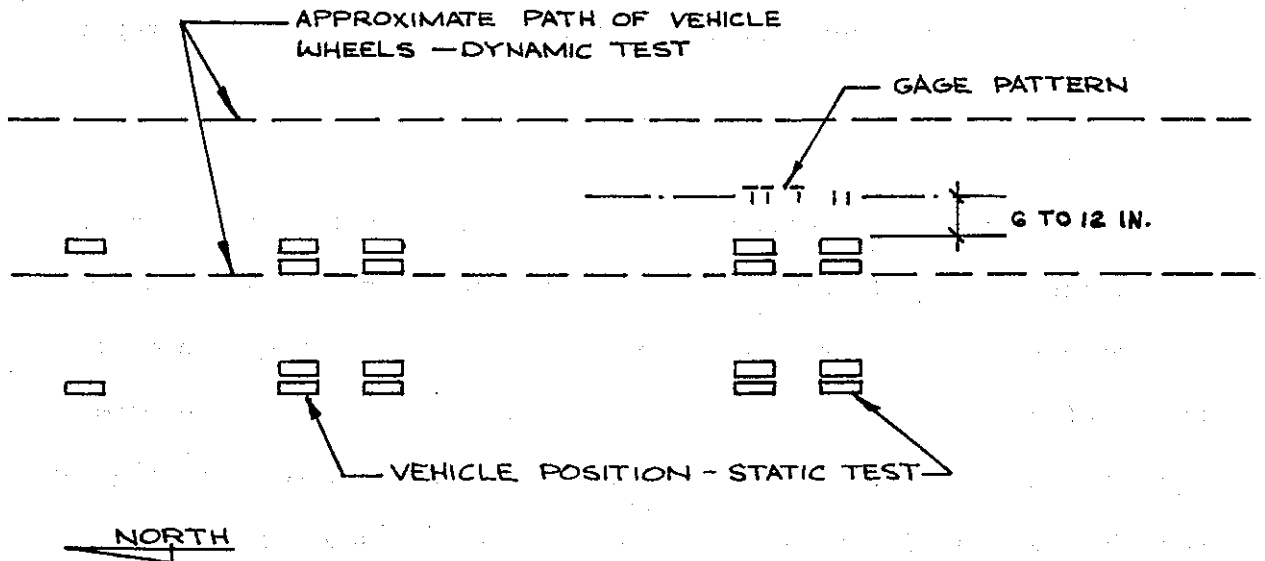 APPROXIMATE PATH OF VEHICLE
WHEELS — DYNAMIC TEST
GAGE PATTERN
6 TO 12 IN.
VEHICLE POSITION - STATIC TEST
NORTH